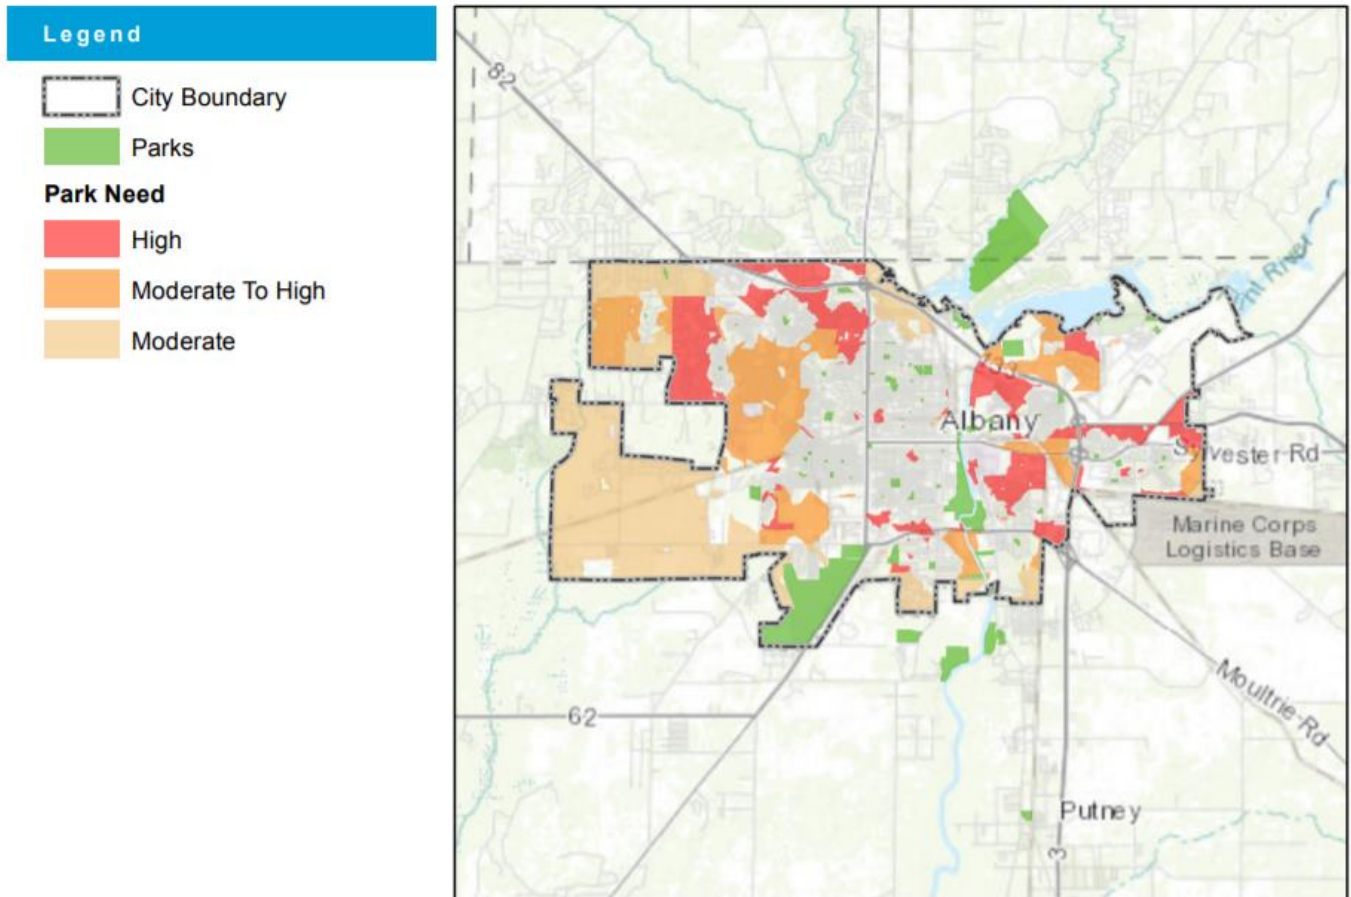 Legend
City Boundary
Parks
Park Need
High
Moderate To High
Moderate
82
Albany
Sylvester Rd
Marine Corps
Logistics Base
Moultrie Rd
62
Putney
3